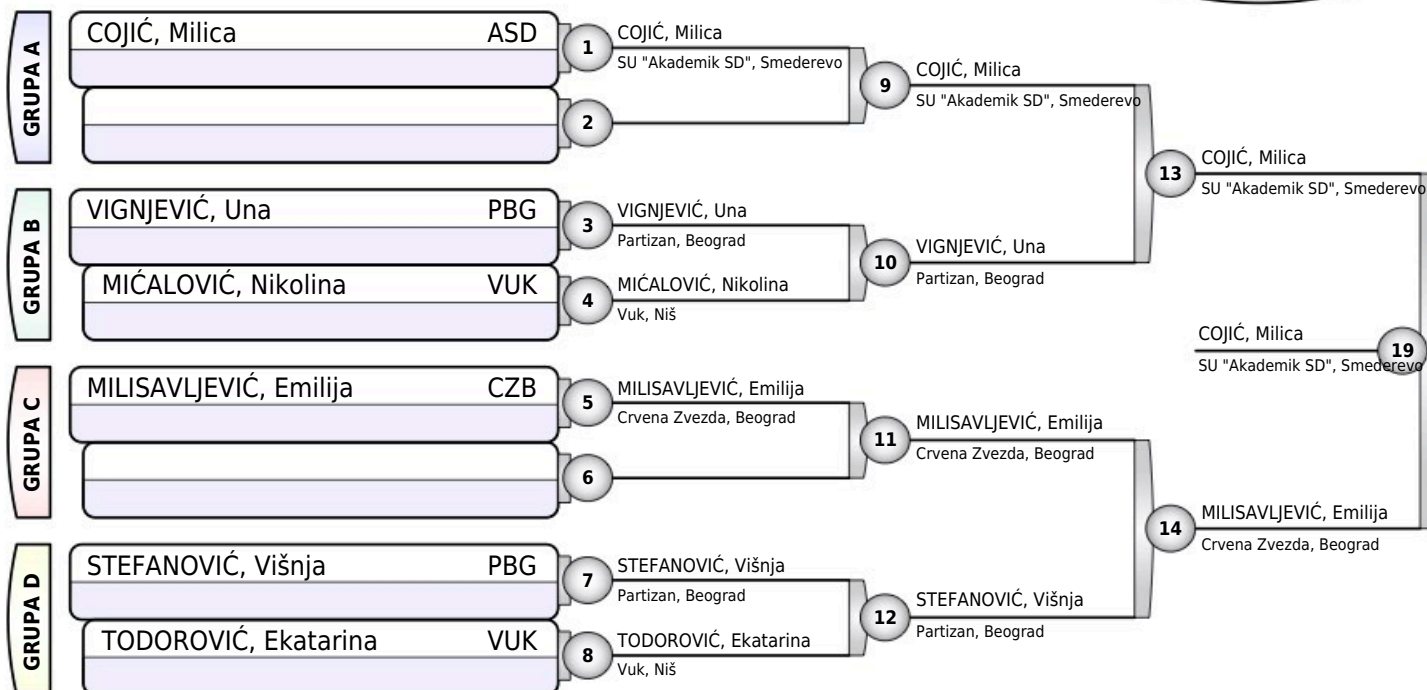 GRUPA A
COJIĆ, Milica ASD
1
COJIĆ, Milica
SU "Akademik SD", Smederevo
2
9
COJIĆ, Milica
SU "Akademik SD", Smederevo
13
COJIĆ, Milica
SU "Akademik SD", Smederevo
GRUPA B
VIGNJEVIĆ, Una PBG
3
VIGNJEVIĆ, Una
Partizan, Beograd
MIĆALOVIĆ, Nikolina VUK
4
MIĆALOVIĆ, Nikolina
Vuk, Niš
10
VIGNJEVIĆ, Una
Partizan, Beograd
COJIĆ, Milica
SU "Akademik SD", Smederevo
19
GRUPA C
MILISAVLJEVIĆ, Emilija CZB
5
MILISAVLJEVIĆ, Emilija
Crvena Zvezda, Beograd
6
11
MILISAVLJEVIĆ, Emilija
Crvena Zvezda, Beograd
14
MILISAVLJEVIĆ, Emilija
Crvena Zvezda, Beograd
GRUPA D
STEFANOVIĆ, Višnja PBG
7
STEFANOVIĆ, Višnja
Partizan, Beograd
TODOROVIĆ, Ekatarina VUK
8
TODOROVIĆ, Ekatarina
Vuk, Niš
12
STEFANOVIĆ, Višnja
Partizan, Beograd